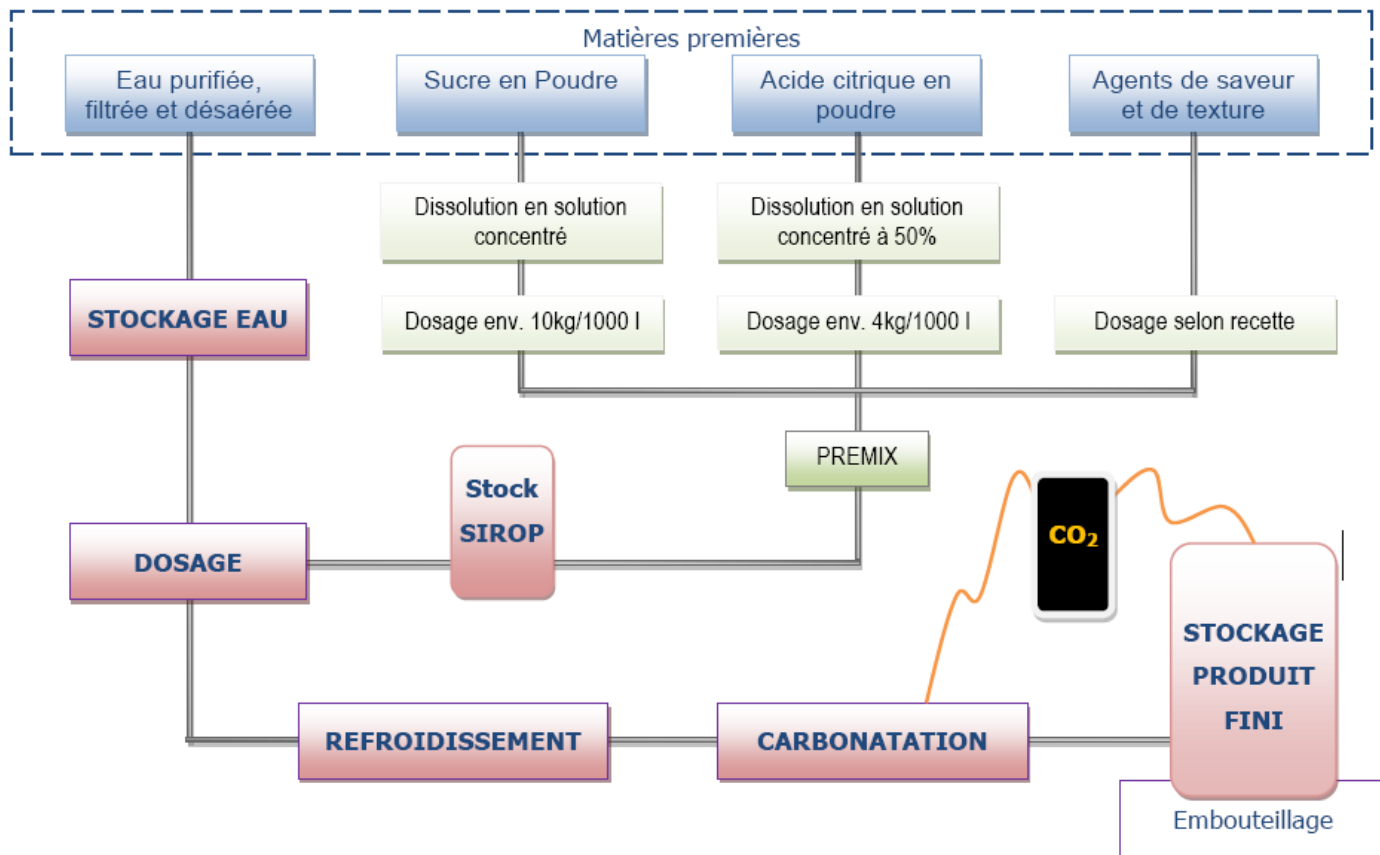 Matières premières
Eau purifiée,
filtrée et désaérée
Sucre en Poudre
Acide citrique en
poudre
Agents de saveur
et de texture
Dissolution en solution
concentré
Dissolution en solution
concentré à 50%
STOCKAGE EAU
Dosage env. 10kg/1000 l
Dosage env. 4kg/1000 l
Dosage selon recette
PREMIX
Stock
SIROP
DOSAGE
CO₂
STOCKAGE
PRODUIT
FINI
REFROIDISSEMENT
CARBONATATION
Embouteillage